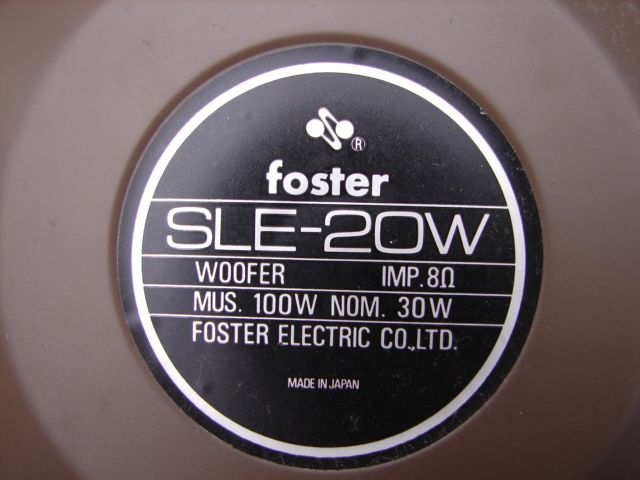 ®
foster
SLE-20W
WOOFER IMP. 8Ω
MUS. 100W NOM. 30W
FOSTER ELECTRIC CO.,LTD.
MADE IN JAPAN